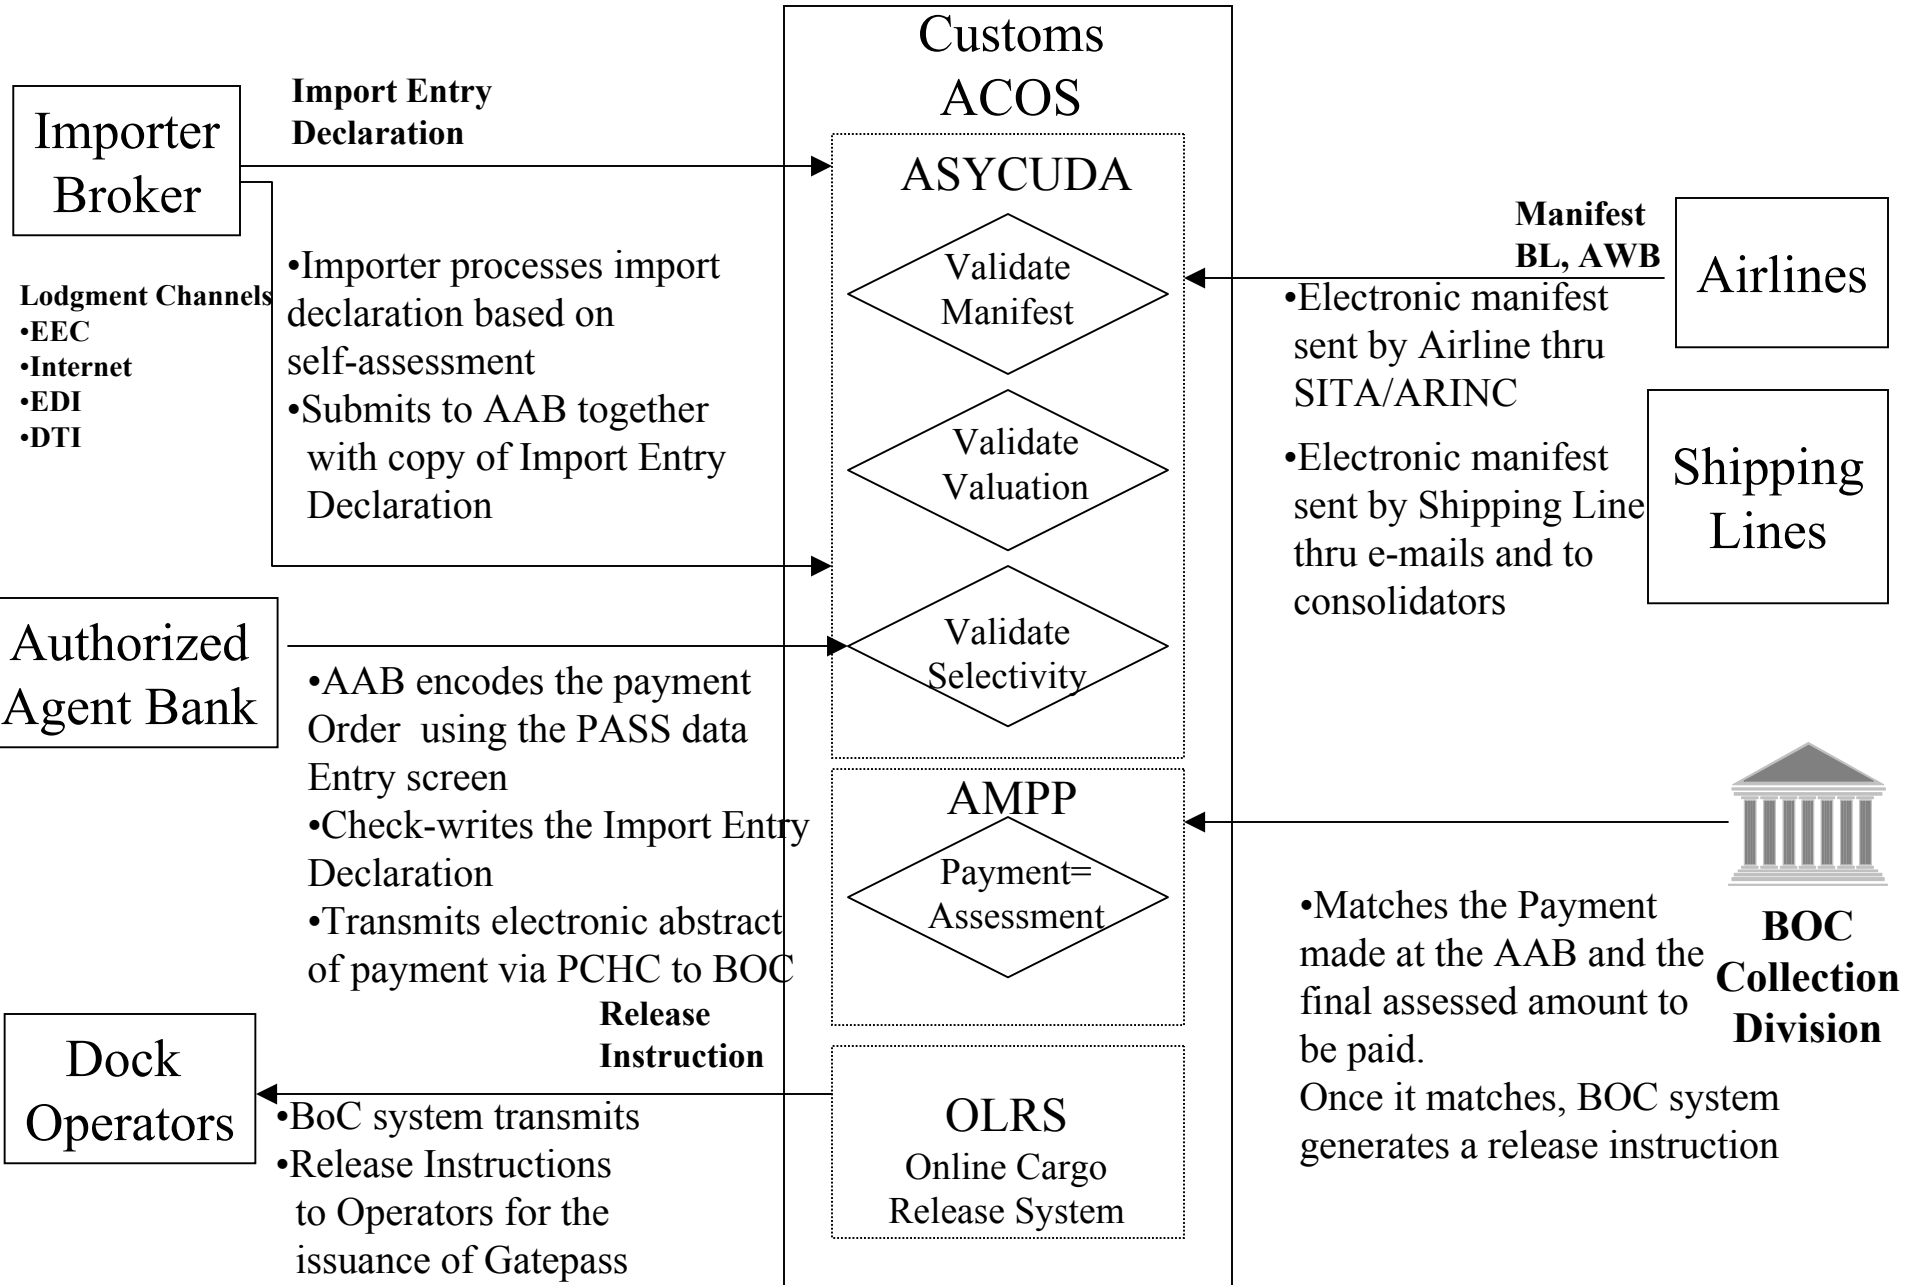 Customs
ACOS
Importer
Broker
Import Entry
Declaration
Lodgment Channels
•EEC
•Internet
•EDI
•DTI
•Importer processes import
declaration based on
self-assessment
•Submits to AAB together
with copy of Import Entry
Declaration
ASYCUDA
Validate
Manifest
Validate
Valuation
Validate
Selectivity
Manifest
BL, AWB
Airlines
•Electronic manifest
sent by Airline thru
SITA/ARINC
•Electronic manifest
sent by Shipping Line
thru e-mails and to
consolidators
Shipping
Lines
Authorized
Agent Bank
•AAB encodes the payment
Order using the PASS data
Entry screen
•Check-writes the Import Entry
Declaration
•Transmits electronic abstract
of payment via PCHC to BOC
AMPP
Payment=
Assessment
BOC
Collection
Division
•Matches the Payment
made at the AAB and the
final assessed amount to
be paid.
Once it matches, BOC system
generates a release instruction
Release
Instruction
Dock
Operators
•BoC system transmits
•Release Instructions
to Operators for the
issuance of Gatepass
OLRS
Online Cargo
Release System